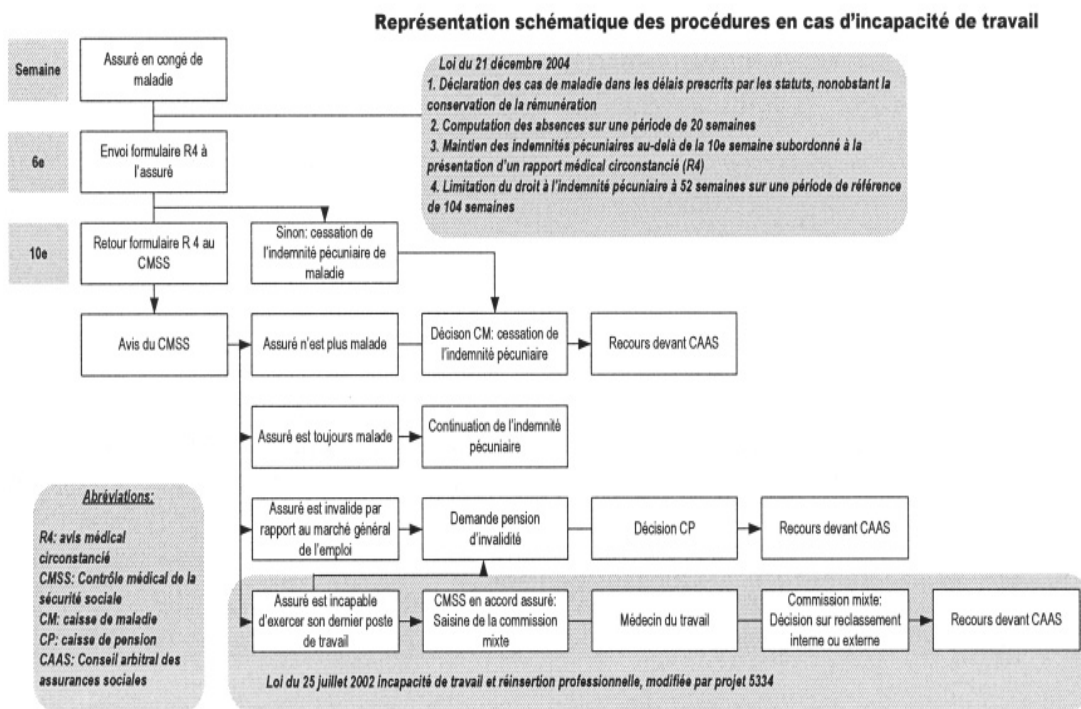 Représentation schématique des procédures en cas d'incapacité de travail
Semaine
Assuré en congé de
maladie
Loi du 21 décembre 2004
1. Déclaration des cas de maladie dans les délais prescrits par les statuts, nonobstant la
conservation de la rémunération
2. Computation des absences sur une période de 20 semaines
3. Maintien des indemnités pécuniaires au-delà de la 10e semaine subordonné à la
présentation d'un rapport médical circonstancié (R4)
4. Limitation du droit à l'indemnité pécuniaire à 52 semaines sur une période de référence
de 104 semaines
6e
Envoi formulaire R4 à
l'assuré
10e
Retour formulaire R 4 au
CMSS
Sinon: cessation de
l'indemnité pécuniaire de
maladie
Avis du CMSS
Assuré n'est plus malade
Décison CM: cessation de
l'indemnité pécuniaire
Recours devant CAAS
Assuré est toujours malade
Continuation de l'indemnité
pécuniaire
Assuré est invalide par
rapport au marché général
de l'emploi
Demande pension
d'invalidité
Décision CP
Recours devant CAAS
Assuré est incapable
d'exercer son dernier poste
de travail
CMSS en accord assuré:
Saisine de la commission
mixte
Médecin du travail
Commission mixte:
Décision sur reclassement
interne ou externe
Recours devant CAAS
Loi du 25 juillet 2002 incapacité de travail et réinsertion professionnelle, modifiée par projet 5334
Abréviations:
R4: avis médical
circonstancié
CMSS: Contrôle médical de la
sécurité sociale
CM: caisse de maladie
CP: caisse de pension
CAAS: Conseil arbitral des
assurances sociales